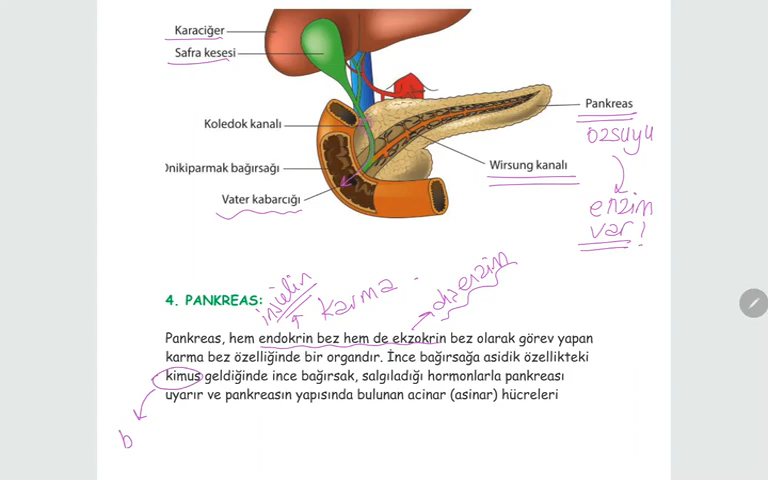 Karaciğer
Safra kesesi
Koledok kanalı
Onikiparmak bağırsağı
Vater kabarcığı
Pankreas
özsuyu
enzim
var!
Wirsung kanalı
insülin
karma
enzim
4. PANKREAS:
Pankreas, hem endokrin bez hem de ekzokrin bez olarak görev yapan
karma bez özelliğinde bir organdır. İnce bağırsağa asidik özellikteki
kimus geldiğinde ince bağırsak, salgıladığı hormonlarla pankreası
uyarır ve pankreasın yapısında bulunan acinar (asinar) hücreleri
b